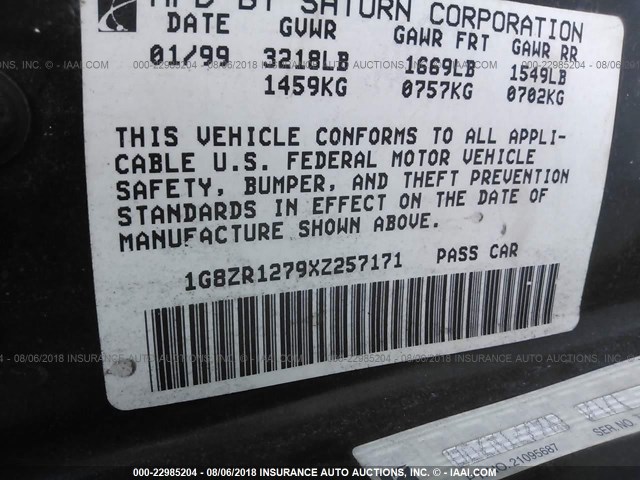 MFD BY SATURN CORPORATION
DATE GVWR GAWR FRT GAWR RR
01/99 3218LB 1669LB 1549LB
1459KG 0757KG 0702KG
THIS VEHICLE CONFORMS TO ALL APPLI-
CABLE U.S. FEDERAL MOTOR VEHICLE
SAFETY, BUMPER, AND THEFT PREVENTION
STANDARDS IN EFFECT ON THE DATE OF
MANUFACTURE SHOWN ABOVE.
1G8ZR1279XZ257171 PASS CAR
SER NO
O. 21095687
000-22985204 - 08/06/2018 - INSURANCE AUTO AUCTIONS, INC. - IAAI.COM